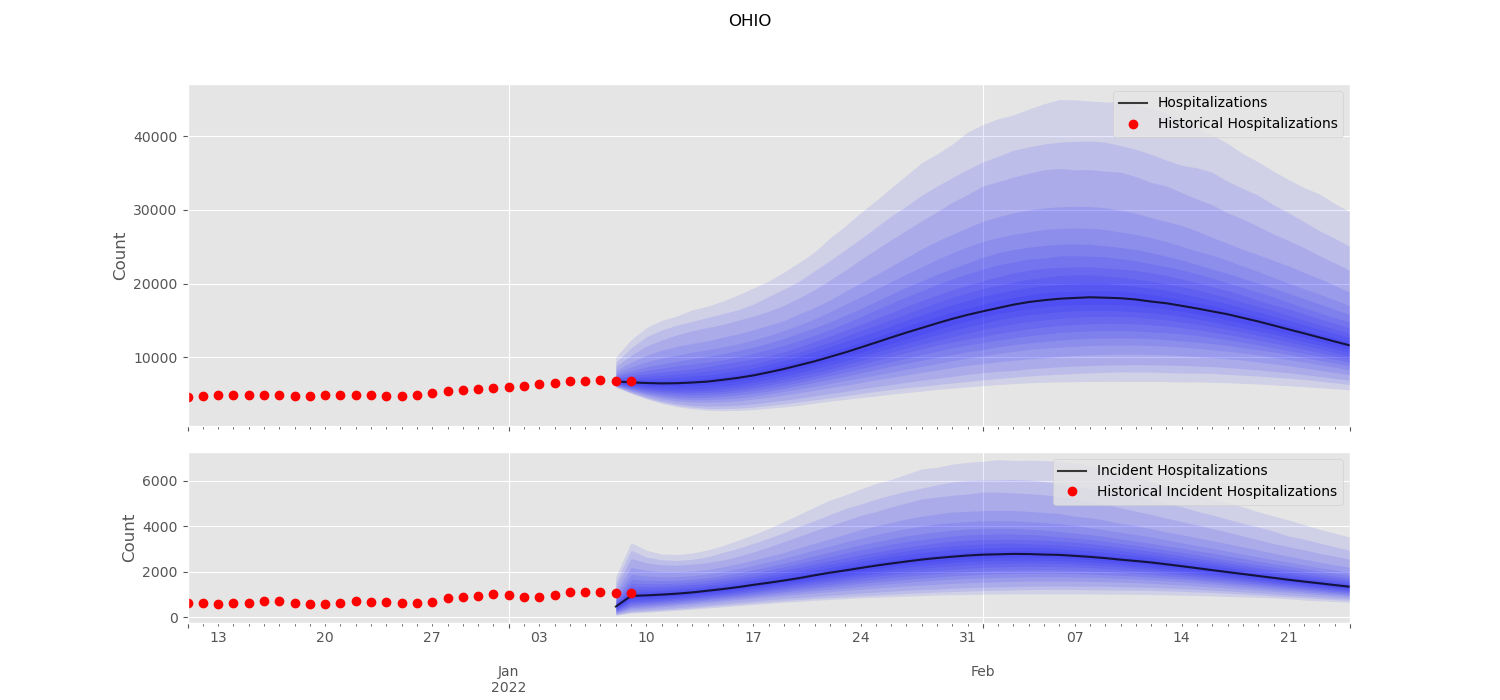 OHIO
Hospitalizations
Historical Hospitalizations
40000
30000
20000
10000
Count
Incident Hospitalizations
Historical Incident Hospitalizations
6000
4000
2000
0
Count
13 20 27 03 10 17 24 31 07 14 21
Jan Feb
2022